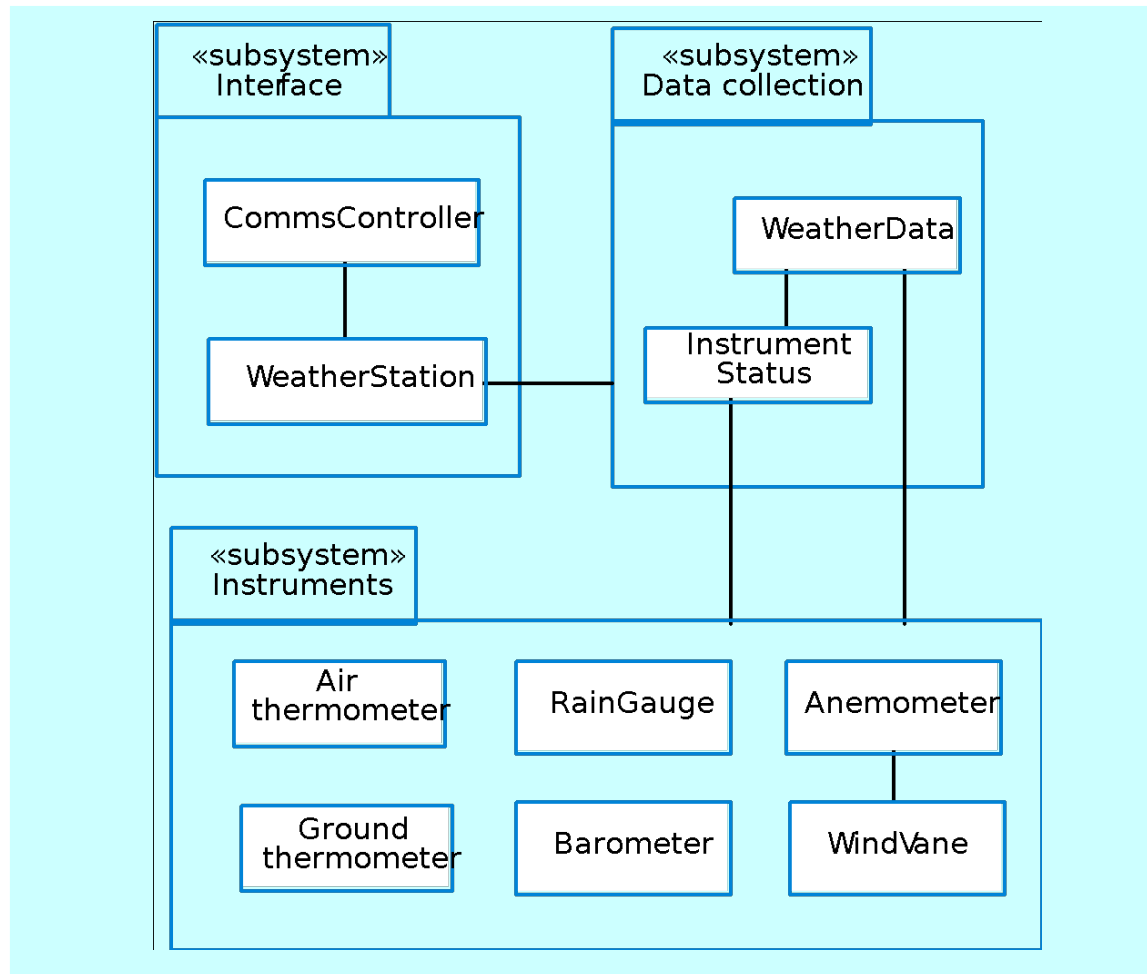 «subsystem»
Interface
«subsystem»
Data collection
CommsController
WeatherData
WeatherStation
Instrument
Status
«subsystem»
Instruments
Air
thermometer
RainGauge
Anemometer
Ground
thermometer
Barometer
WindVane